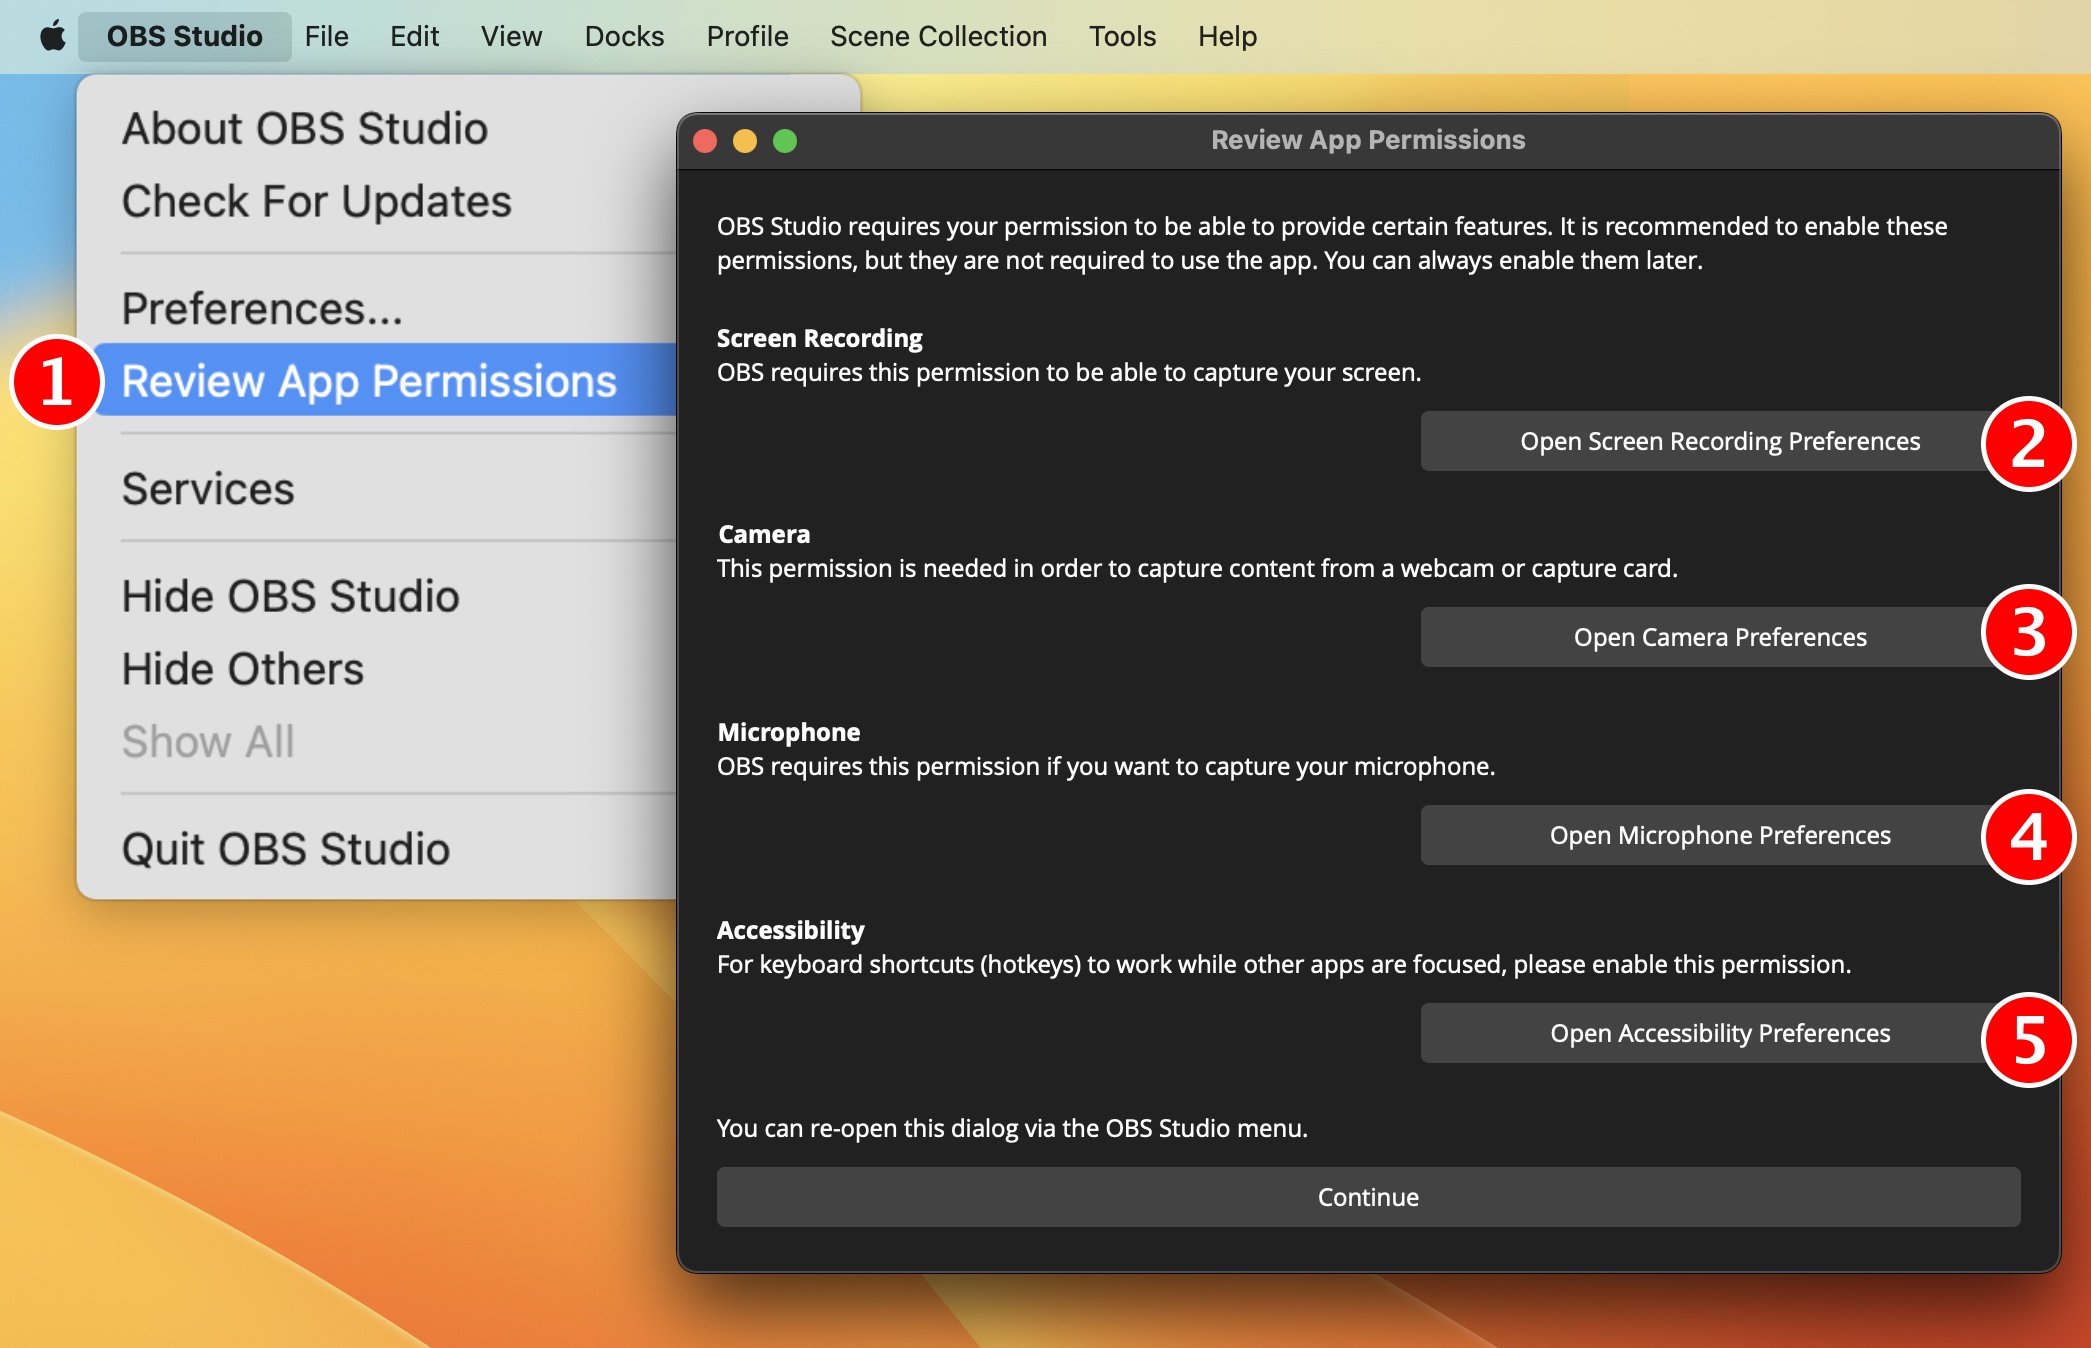 OBS Studio File Edit View Docks Profile Scene Collection Tools Help
About OBS Studio
Check For Updates
Preferences...
1
Review App Permissions
Services
Hide OBS Studio
Hide Others
Show All
Quit OBS Studio
Review App Permissions
OBS Studio requires your permission to be able to provide certain features. It is recommended to enable these
permissions, but they are not required to use the app. You can always enable them later.
Screen Recording
OBS requires this permission to be able to capture your screen.
Open Screen Recording Preferences
2
Camera
This permission is needed in order to capture content from a webcam or capture card.
Open Camera Preferences
3
Microphone
OBS requires this permission if you want to capture your microphone.
Open Microphone Preferences
4
Accessibility
For keyboard shortcuts (hotkeys) to work while other apps are focused, please enable this permission.
Open Accessibility Preferences
5
You can re-open this dialog via the OBS Studio menu.
Continue